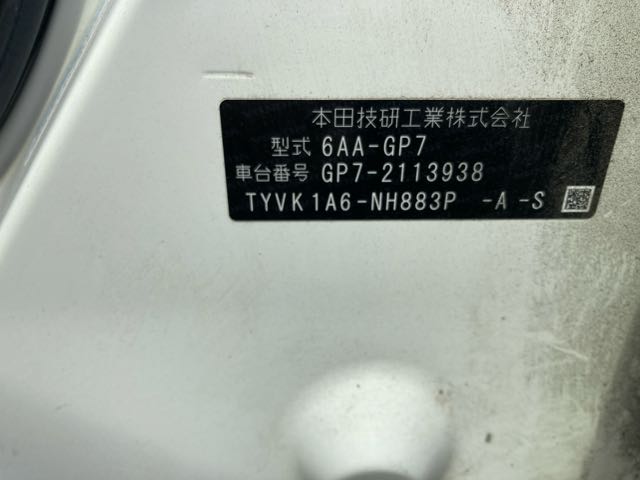 本田技研工業株式会社
型式 6AA-GP7
車台番号 GP7-2113938
TYVK1A6-NH883P -A -S